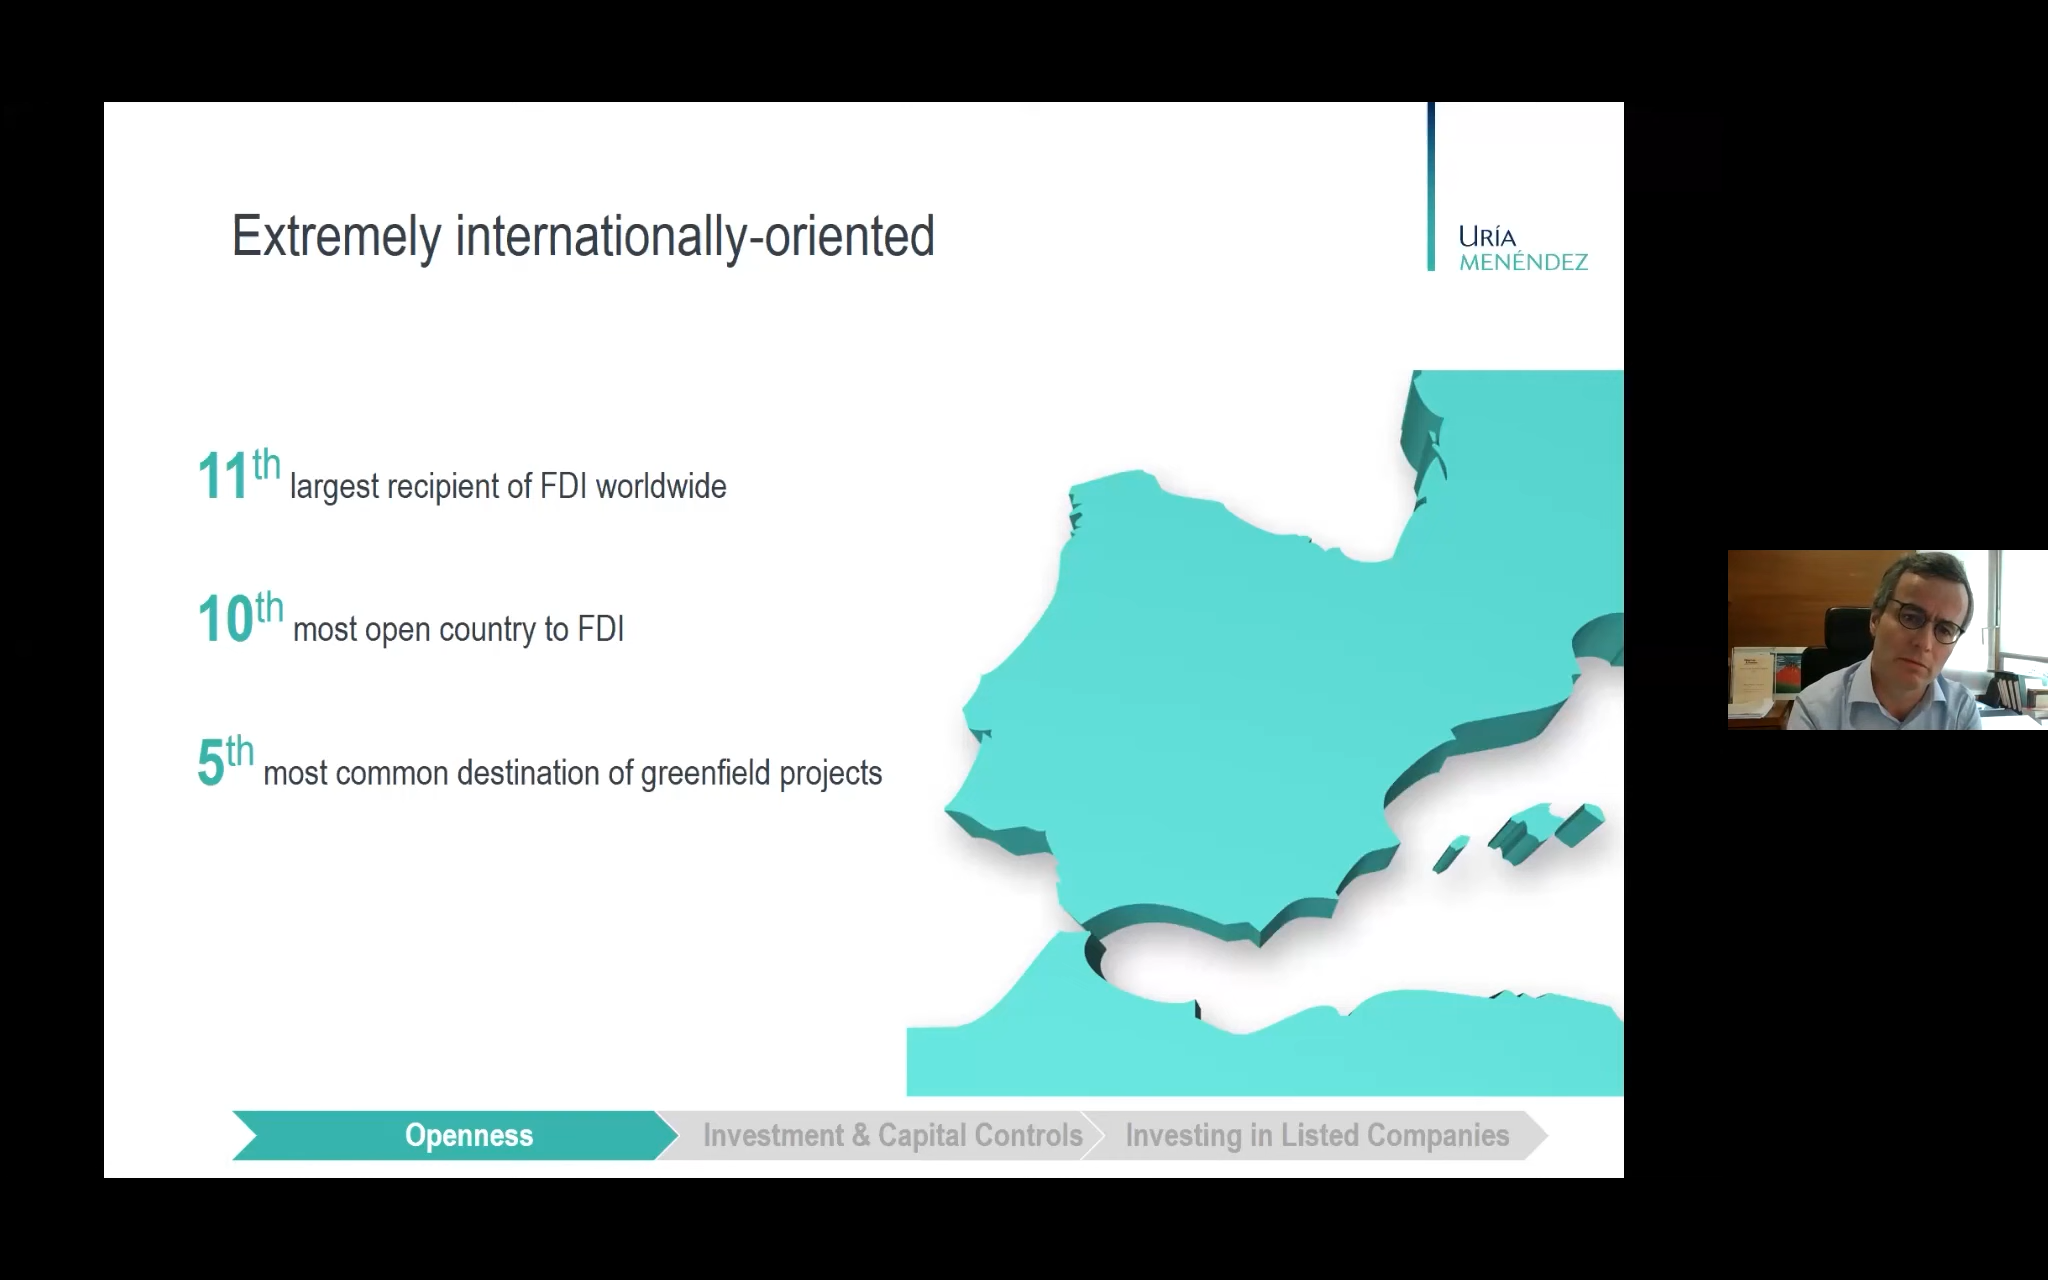 Extremely internationally-oriented
URÍA
MENÉNDEZ
11th largest recipient of FDI worldwide
10th most open country to FDI
5th most common destination of greenfield projects
Openness
Investment & Capital Controls
Investing in Listed Companies